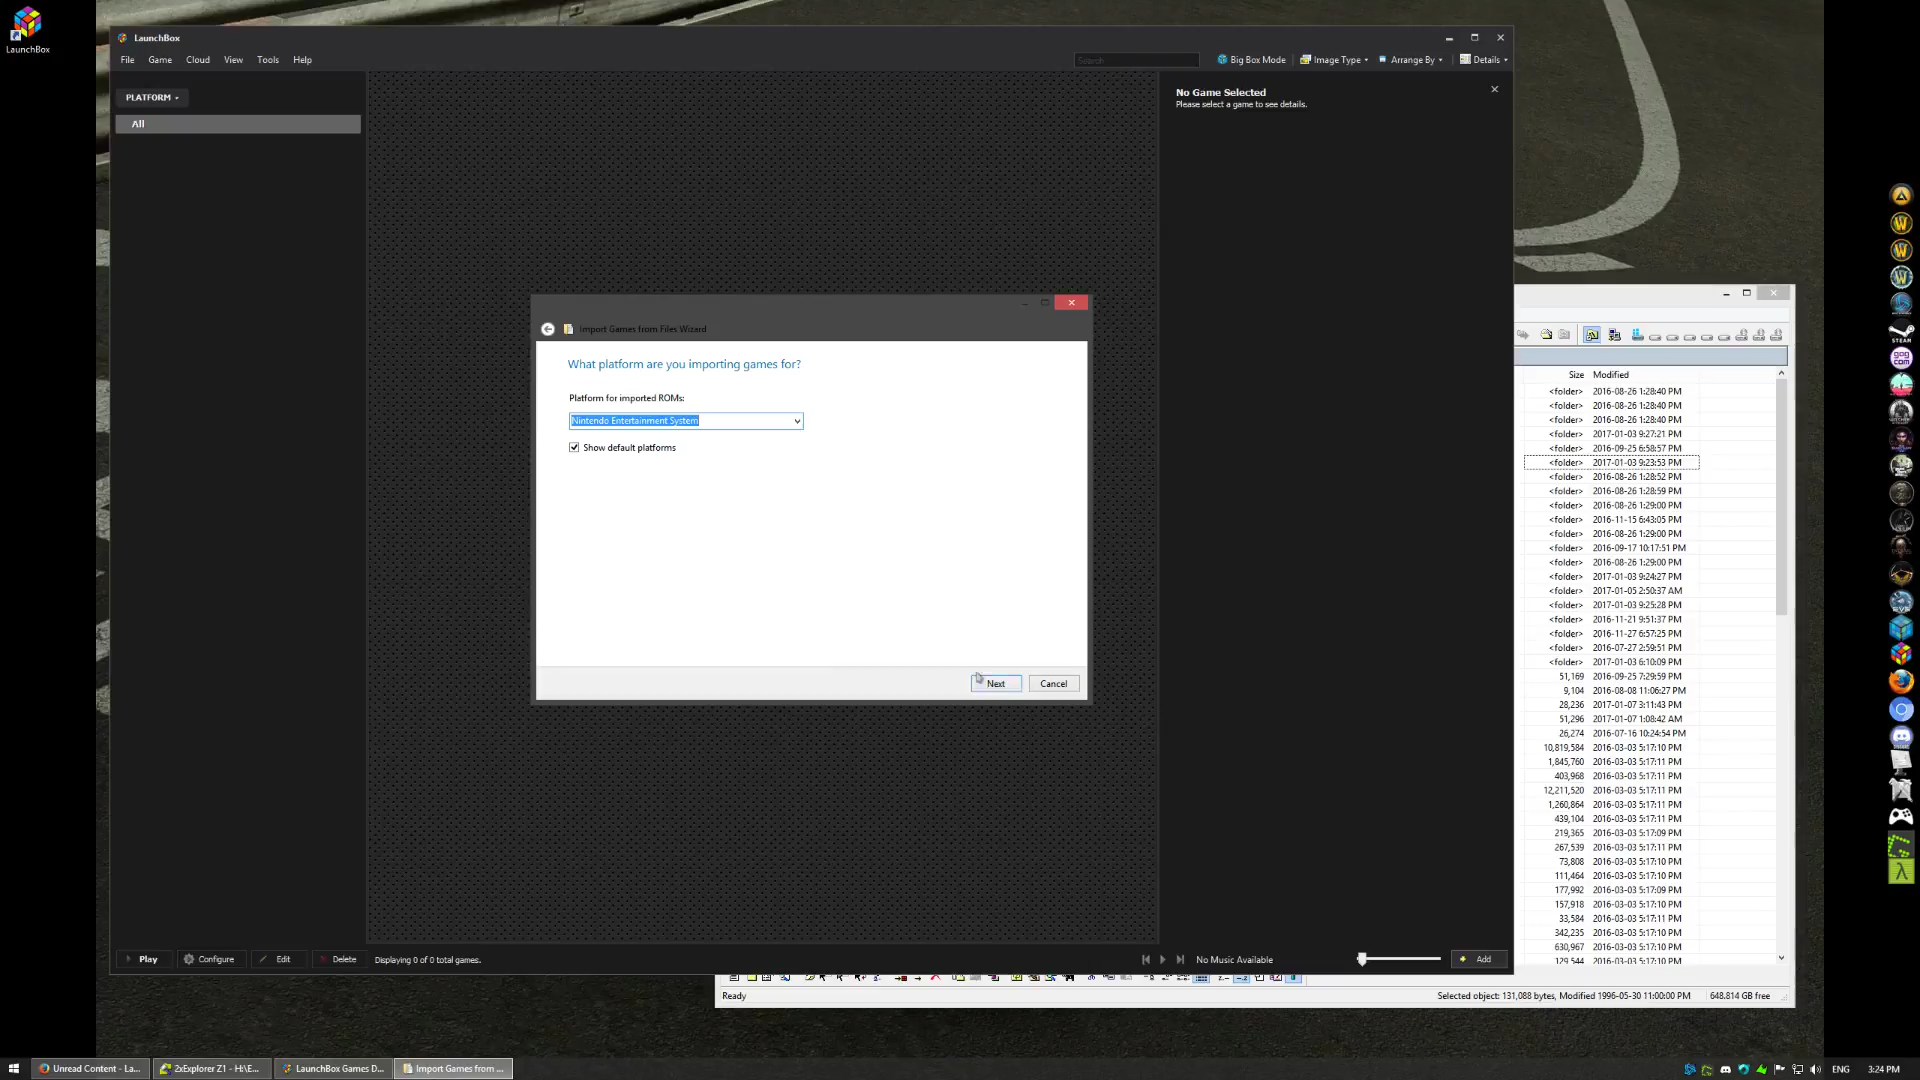 LaunchBox
LaunchBox
File Game Cloud View Tools Help
Search
Big Box Mode Image Type Arrange By Details
PLATFORM
All
No Game Selected
Please select a game to see details.
Import Games from Files Wizard
What platform are you importing games for?
Platform for imported ROMs:
Nintendo Entertainment System
Show default platforms
Next Cancel
Size Modified
<folder> 2016-08-26 1:28:40 PM
<folder> 2016-08-26 1:28:40 PM
<folder> 2016-08-26 1:28:40 PM
<folder> 2017-01-03 9:27:21 PM
<folder> 2016-09-25 6:58:57 PM
<folder> 2017-01-03 9:23:53 PM
<folder> 2016-08-26 1:28:52 PM
<folder> 2016-08-26 1:28:59 PM
<folder> 2016-08-26 1:29:00 PM
<folder> 2016-11-15 6:43:05 PM
<folder> 2016-08-26 1:29:00 PM
<folder> 2016-09-17 10:17:51 PM
<folder> 2016-08-26 1:29:00 PM
<folder> 2017-01-03 9:24:27 PM
<folder> 2017-01-05 2:50:37 AM
<folder> 2017-01-03 9:25:28 PM
<folder> 2016-11-21 9:51:37 PM
<folder> 2016-11-27 6:57:25 PM
<folder> 2016-07-27 2:59:51 PM
<folder> 2017-01-03 6:10:09 PM
51,169 2016-09-25 7:29:59 PM
9,104 2016-08-08 11:06:27 PM
28,236 2017-01-07 3:11:43 PM
51,296 2017-01-07 1:08:42 AM
26,274 2016-07-16 10:24:54 PM
10,819,584 2016-03-03 5:17:10 PM
1,845,760 2016-03-03 5:17:11 PM
403,968 2016-03-03 5:17:11 PM
12,211,520 2016-03-03 5:17:11 PM
1,260,864 2016-03-03 5:17:11 PM
439,104 2016-03-03 5:17:11 PM
219,365 2016-03-03 5:17:09 PM
267,539 2016-03-03 5:17:11 PM
73,808 2016-03-03 5:17:10 PM
111,464 2016-03-03 5:17:10 PM
177,992 2016-03-03 5:17:09 PM
157,918 2016-03-03 5:17:10 PM
33,584 2016-03-03 5:17:11 PM
342,235 2016-03-03 5:17:10 PM
630,967 2016-03-03 5:17:10 PM
129,544 2016-03-03 5:17:10 PM
Play Configure Edit Delete Displaying 0 of 0 total games. No Music Available Add
Ready Selected object: 131,088 bytes, Modified 1996-05-30 11:00:00 PM 648.814 GB free
Unread Content - La... 2xExplorer Z1 - H:\E... LaunchBox Games D... Import Games from ... ENG 3:24 PM
STEAM
gog
com
EVE